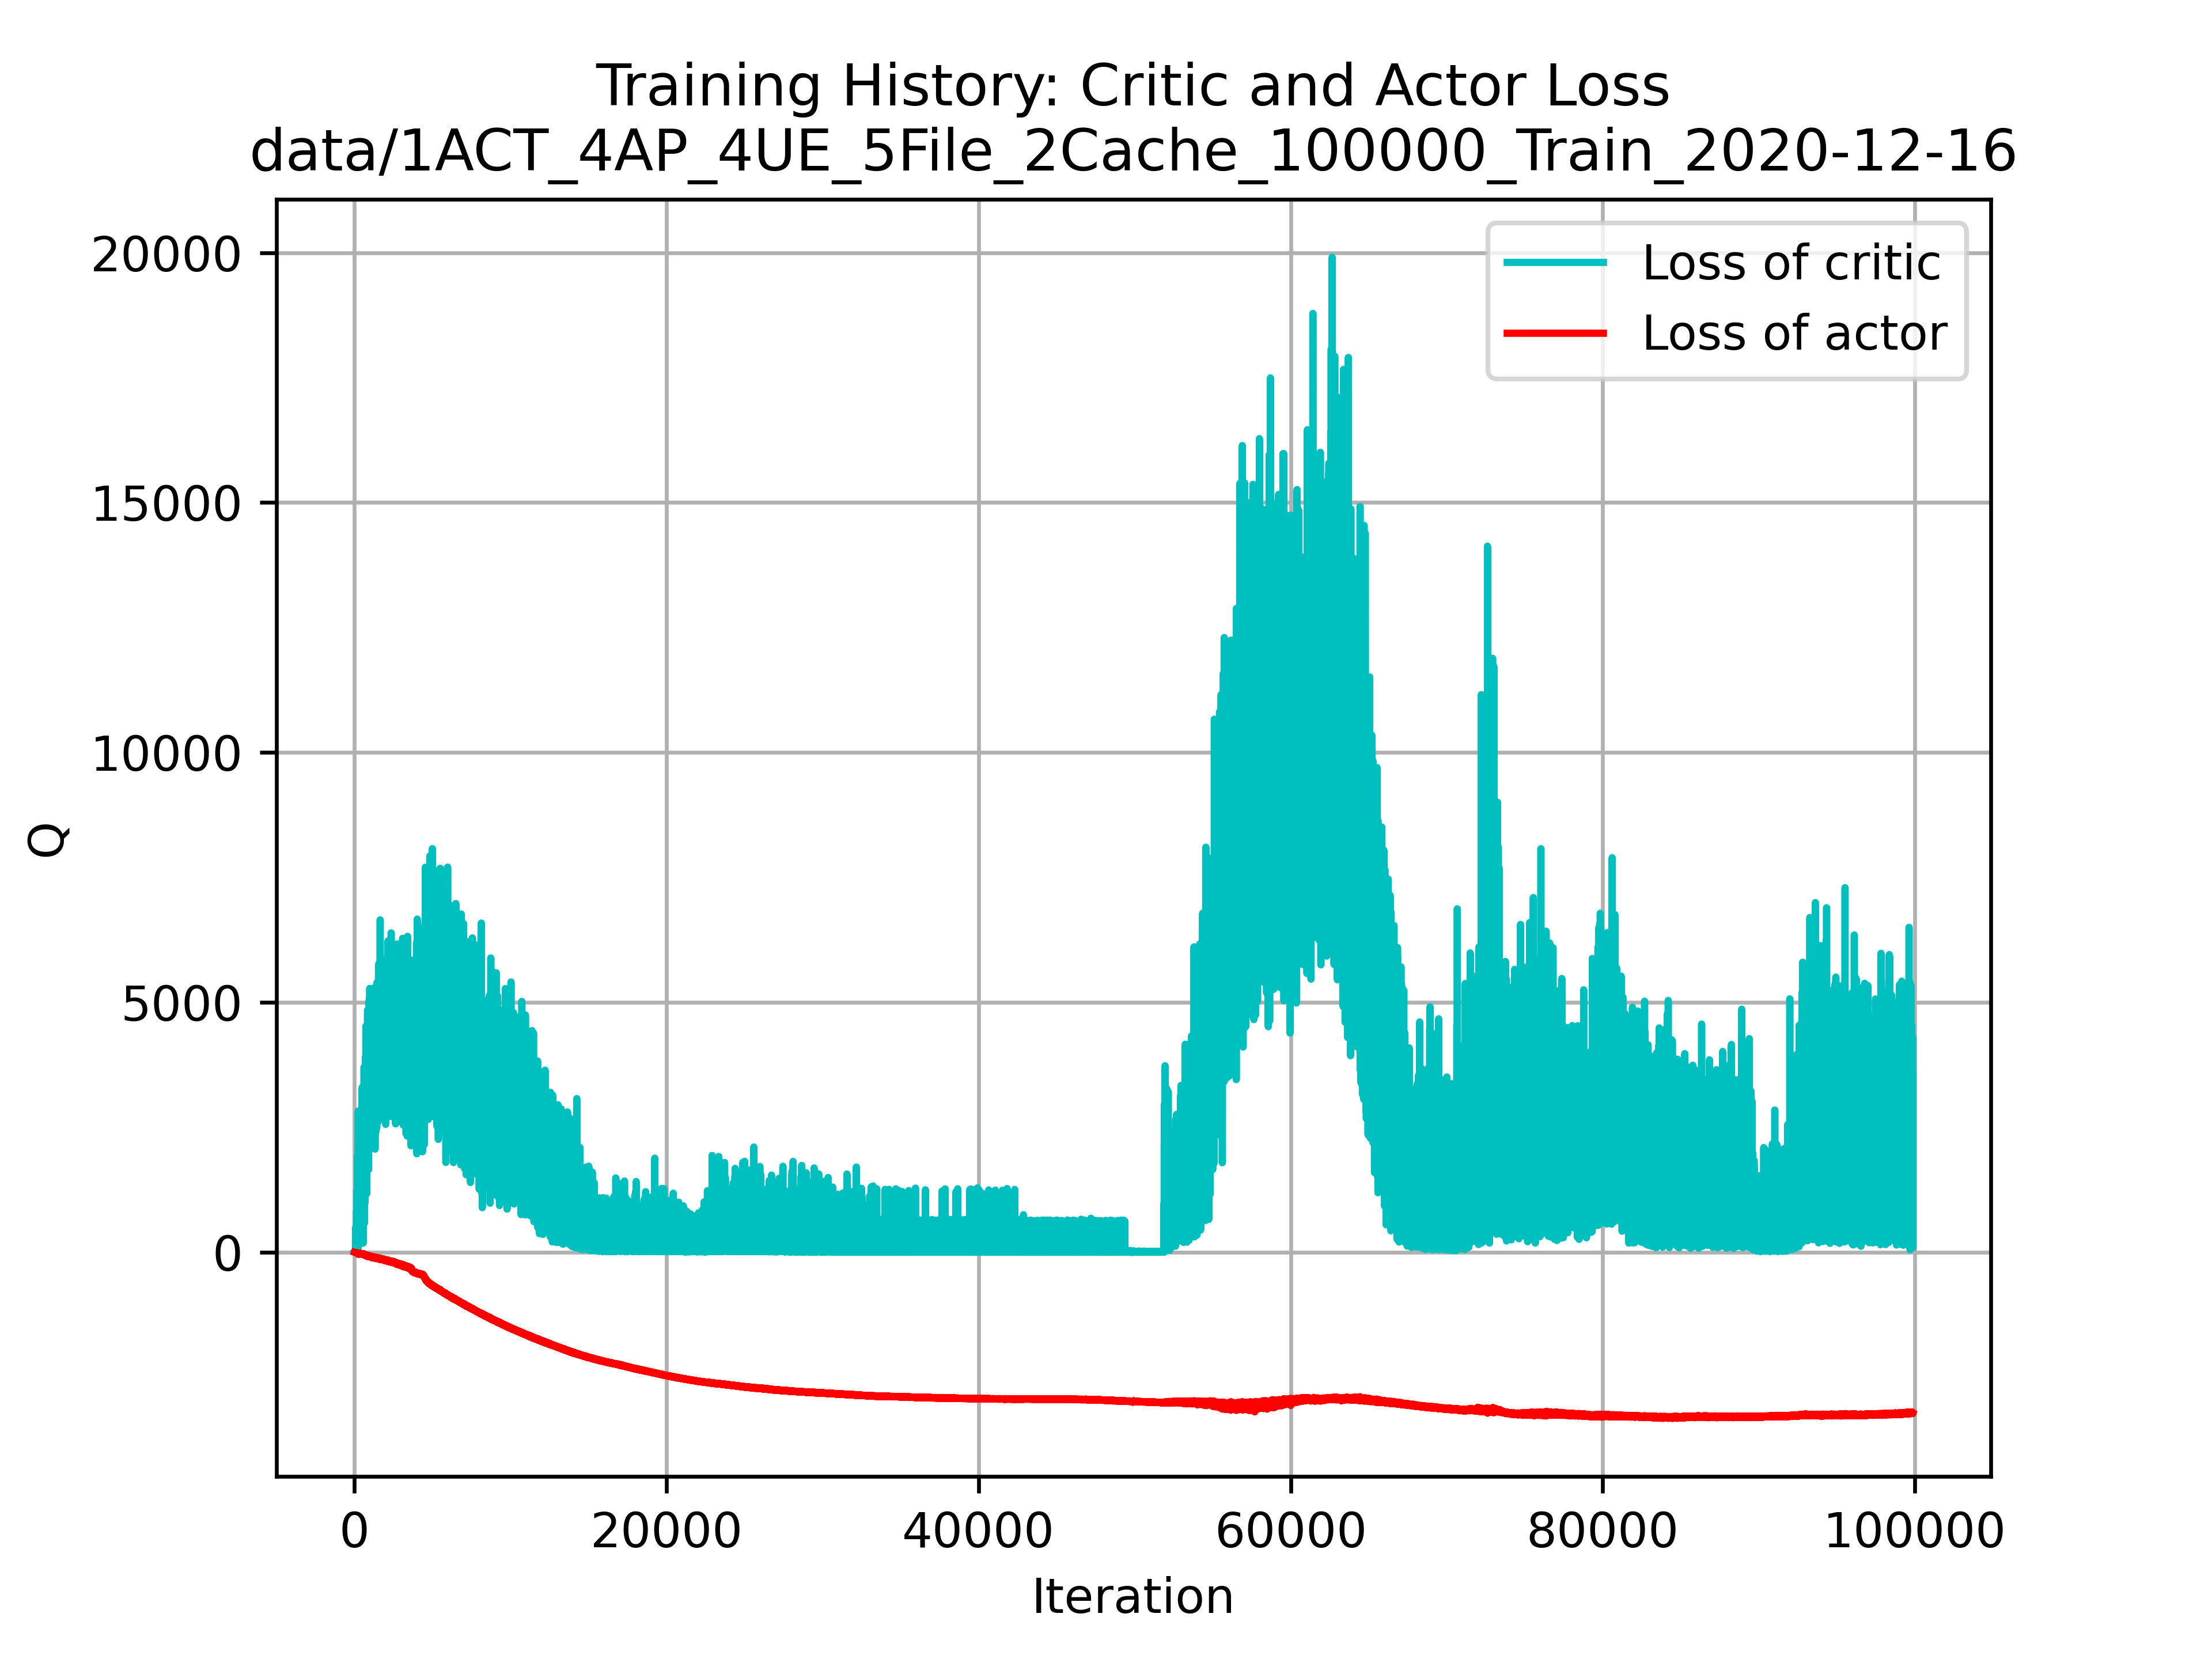 Training History: Critic and Actor Loss
data/1ACT_4AP_4UE_5File_2Cache_100000_Train_2020-12-16
Loss of critic
Loss of actor
20000
15000
10000
5000
0
Q
0 20000 40000 60000 80000 100000
Iteration